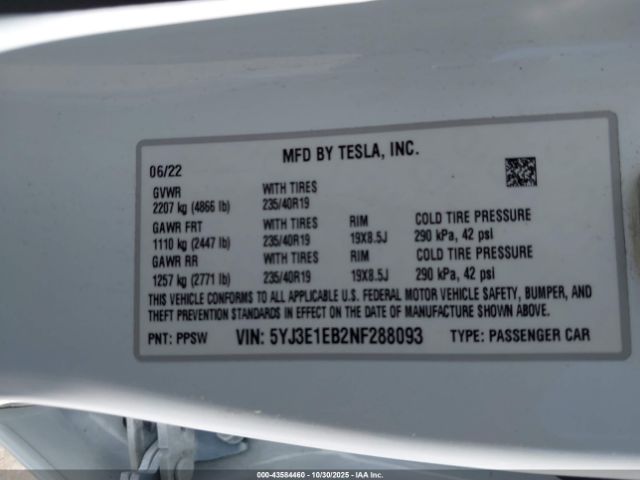 MFD BY TESLA, INC.
06/22
GVWR WITH TIRES
2207 kg (4866 lb) 235/40R19
GAWR FRT WITH TIRES RIM COLD TIRE PRESSURE
1110 kg (2447 lb) 235/40R19 19X8.5J 290 kPa, 42 psi
GAWR RR WITH TIRES RIM COLD TIRE PRESSURE
1257 kg (2771 lb) 235/40R19 19X8.5J 290 kPa, 42 psi
THIS VEHICLE CONFORMS TO ALL APPLICABLE U.S. FEDERAL MOTOR VEHICLE SAFETY, BUMPER, AND
THEFT PREVENTION STANDARDS IN EFFECT ON THE DATE OF MANUFACTURE SHOWN ABOVE.
PNT: PPSW VIN: 5YJ3E1EB2NF288093 TYPE: PASSENGER CAR
000-43584460 - 10/30/2025 - IAA Inc.